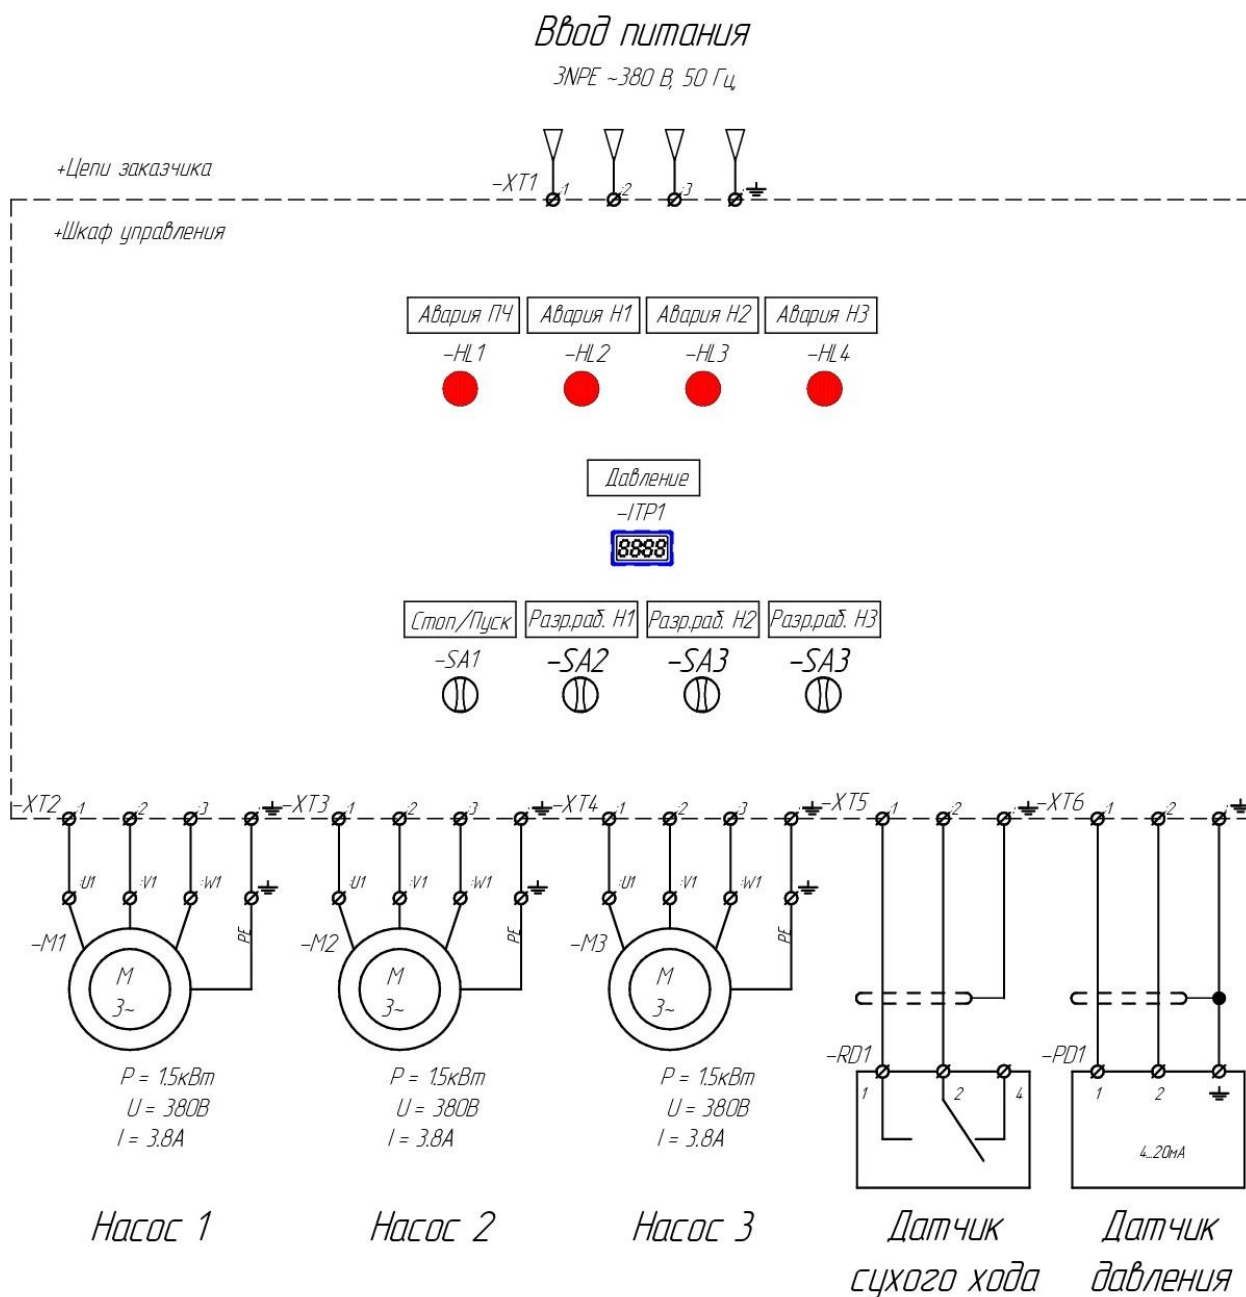 Ввод питания
3NPE ~380 В, 50 Гц
+Цепи заказчика
-XT1 :1 :2 :3
+Шкаф управления
Авария ПЧ Авария Н1 Авария Н2 Авария Н3
-HL1 -HL2 -HL3 -HL4
Давление
-ITP1
8888
Стоп/Пуск Разр.раб. Н1 Разр.раб. Н2 Разр.раб. Н3
-SA1 -SA2 -SA3 -SA3
-XT2 :1 :2 :3 -XT3 :1 :2 :3 -XT4 :1 :2 :3 -XT5 :1 :2 -XT6 :1 :2
:U1 :V1 :W1 :U1 :V1 :W1 :U1 :V1 :W1
-M1 PE -M2 PE -M3 PE
M M M
3~ 3~ 3~
-RD1 -PD1
1 2 4 1 2
P = 1.5кВт P = 1.5кВт P = 1.5кВт
U = 380В U = 380В U = 380В
I = 3.8А I = 3.8А I = 3.8А
4...20мА
Насос 1 Насос 2 Насос 3 Датчик Датчик
сухого хода давления